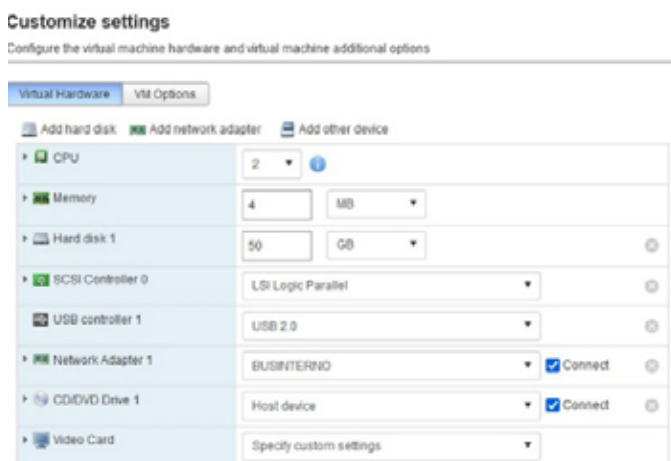 Customize settings
Configure the virtual machine hardware and virtual machine additional options
Virtual Hardware VM Options
Add hard disk Add network adapter Add other device
CPU 2
Memory 4 MB
Hard disk 1 50 GB
SCSI Controller 0 LSI Logic Parallel
USB controller 1 USB 2.0
Network Adapter 1 BUSINTERNO Connect
CD/DVD Drive 1 Host device Connect
Video Card Specify custom settings